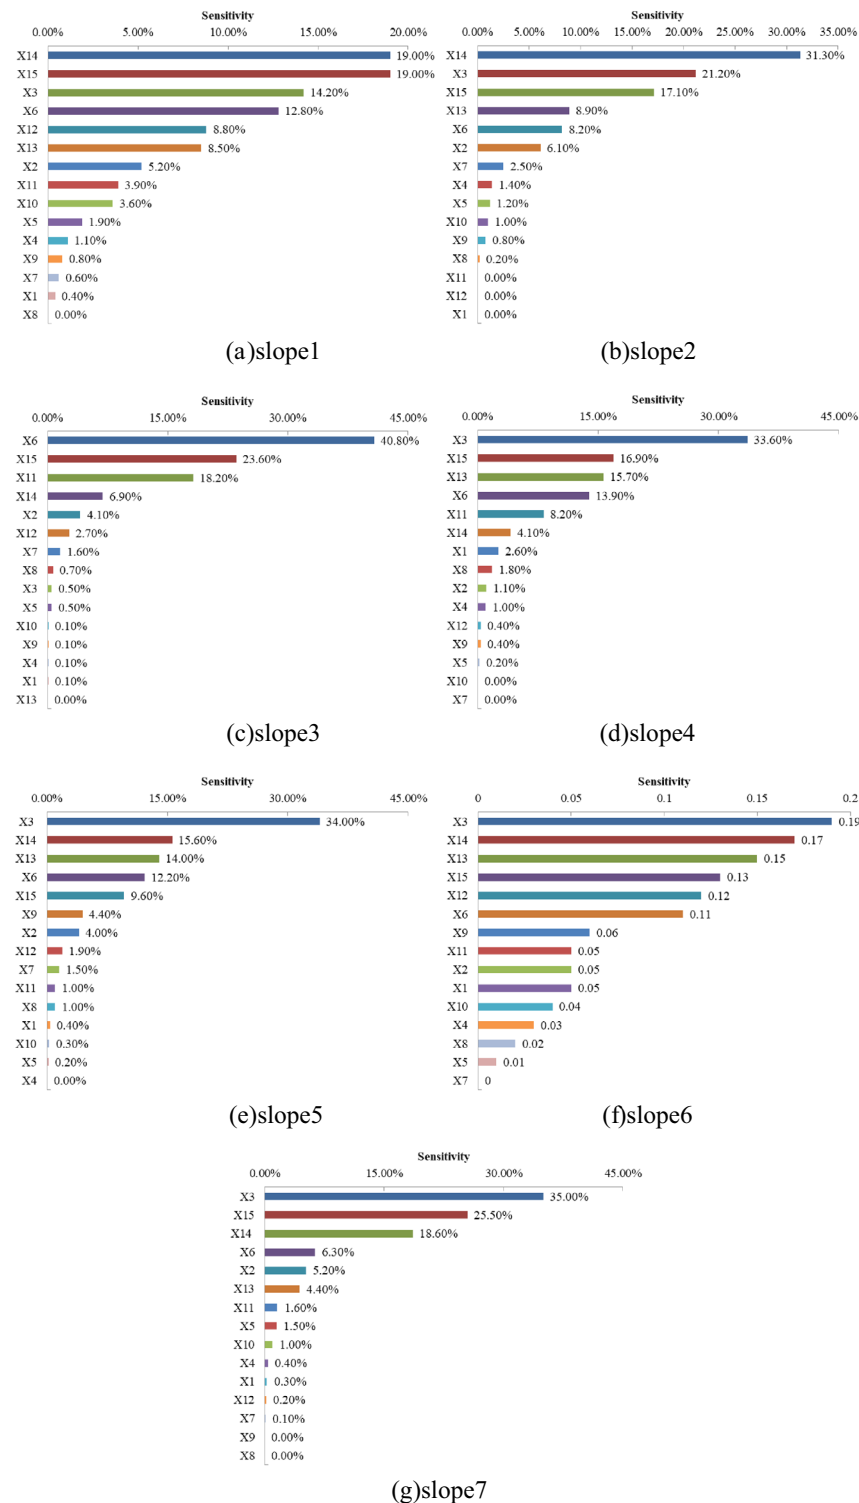 Sensitivity
0.00% 5.00% 10.00% 15.00% 20.00%
X14 19.00%
X15 19.00%
X3 14.20%
X6 12.80%
X12 8.80%
X13 8.50%
X2 5.20%
X11 3.90%
X10 3.60%
X5 1.90%
X4 1.10%
X9 0.80%
X7 0.60%
X1 0.40%
X8 0.00%
(a)slope1
Sensitivity
0.00% 5.00% 10.00% 15.00% 20.00% 25.00% 30.00% 35.00%
X14 31.30%
X3 21.20%
X15 17.10%
X13 8.90%
X6 8.20%
X2 6.10%
X7 2.50%
X4 1.40%
X5 1.20%
X10 1.00%
X9 0.80%
X8 0.20%
X11 0.00%
X12 0.00%
X1 0.00%
(b)slope2
Sensitivity
0.00% 15.00% 30.00% 45.00%
X6 40.80%
X15 23.60%
X11 18.20%
X14 6.90%
X2 4.10%
X12 2.70%
X7 1.60%
X8 0.70%
X3 0.50%
X5 0.50%
X10 0.10%
X9 0.10%
X4 0.10%
X1 0.10%
X13 0.00%
(c)slope3
Sensitivity
0.00% 15.00% 30.00% 45.00%
X3 33.60%
X15 16.90%
X13 15.70%
X6 13.90%
X11 8.20%
X14 4.10%
X1 2.60%
X8 1.80%
X2 1.10%
X4 1.00%
X12 0.40%
X9 0.40%
X5 0.20%
X10 0.00%
X7 0.00%
(d)slope4
Sensitivity
0.00% 15.00% 30.00% 45.00%
X3 34.00%
X14 15.60%
X13 14.00%
X6 12.20%
X15 9.60%
X9 4.40%
X2 4.00%
X12 1.90%
X7 1.50%
X11 1.00%
X8 1.00%
X1 0.40%
X10 0.30%
X5 0.20%
X4 0.00%
(e)slope5
Sensitivity
0 0.05 0.1 0.15 0.2
X3 0.19
X14 0.17
X13 0.15
X15 0.13
X12 0.12
X6 0.11
X9 0.06
X11 0.05
X2 0.05
X1 0.05
X10 0.04
X4 0.03
X8 0.02
X5 0.01
X7 0
(f)slope6
Sensitivity
0.00% 15.00% 30.00% 45.00%
X3 35.00%
X15 25.50%
X14 18.60%
X6 6.30%
X2 5.20%
X13 4.40%
X11 1.60%
X5 1.50%
X10 1.00%
X4 0.40%
X1 0.30%
X12 0.20%
X7 0.10%
X9 0.00%
X8 0.00%
(g)slope7